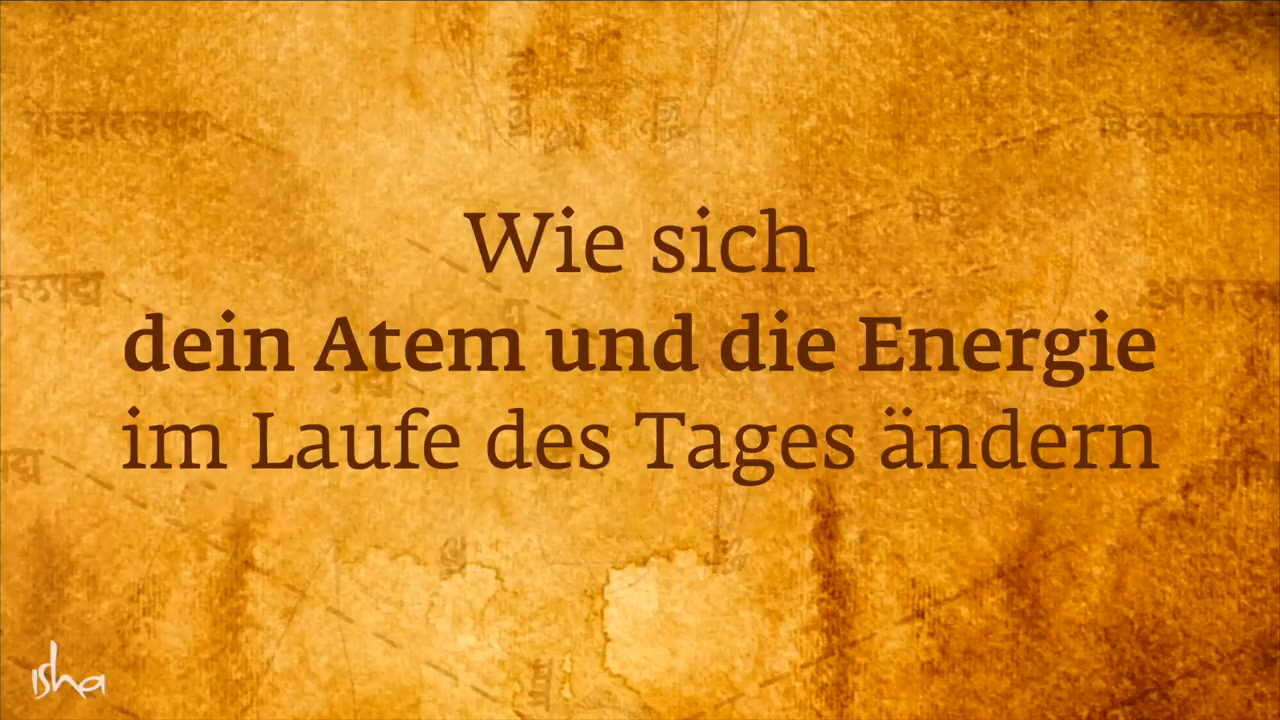 Wie sich
dein Atem und die Energie
im Laufe des Tages ändern
isha